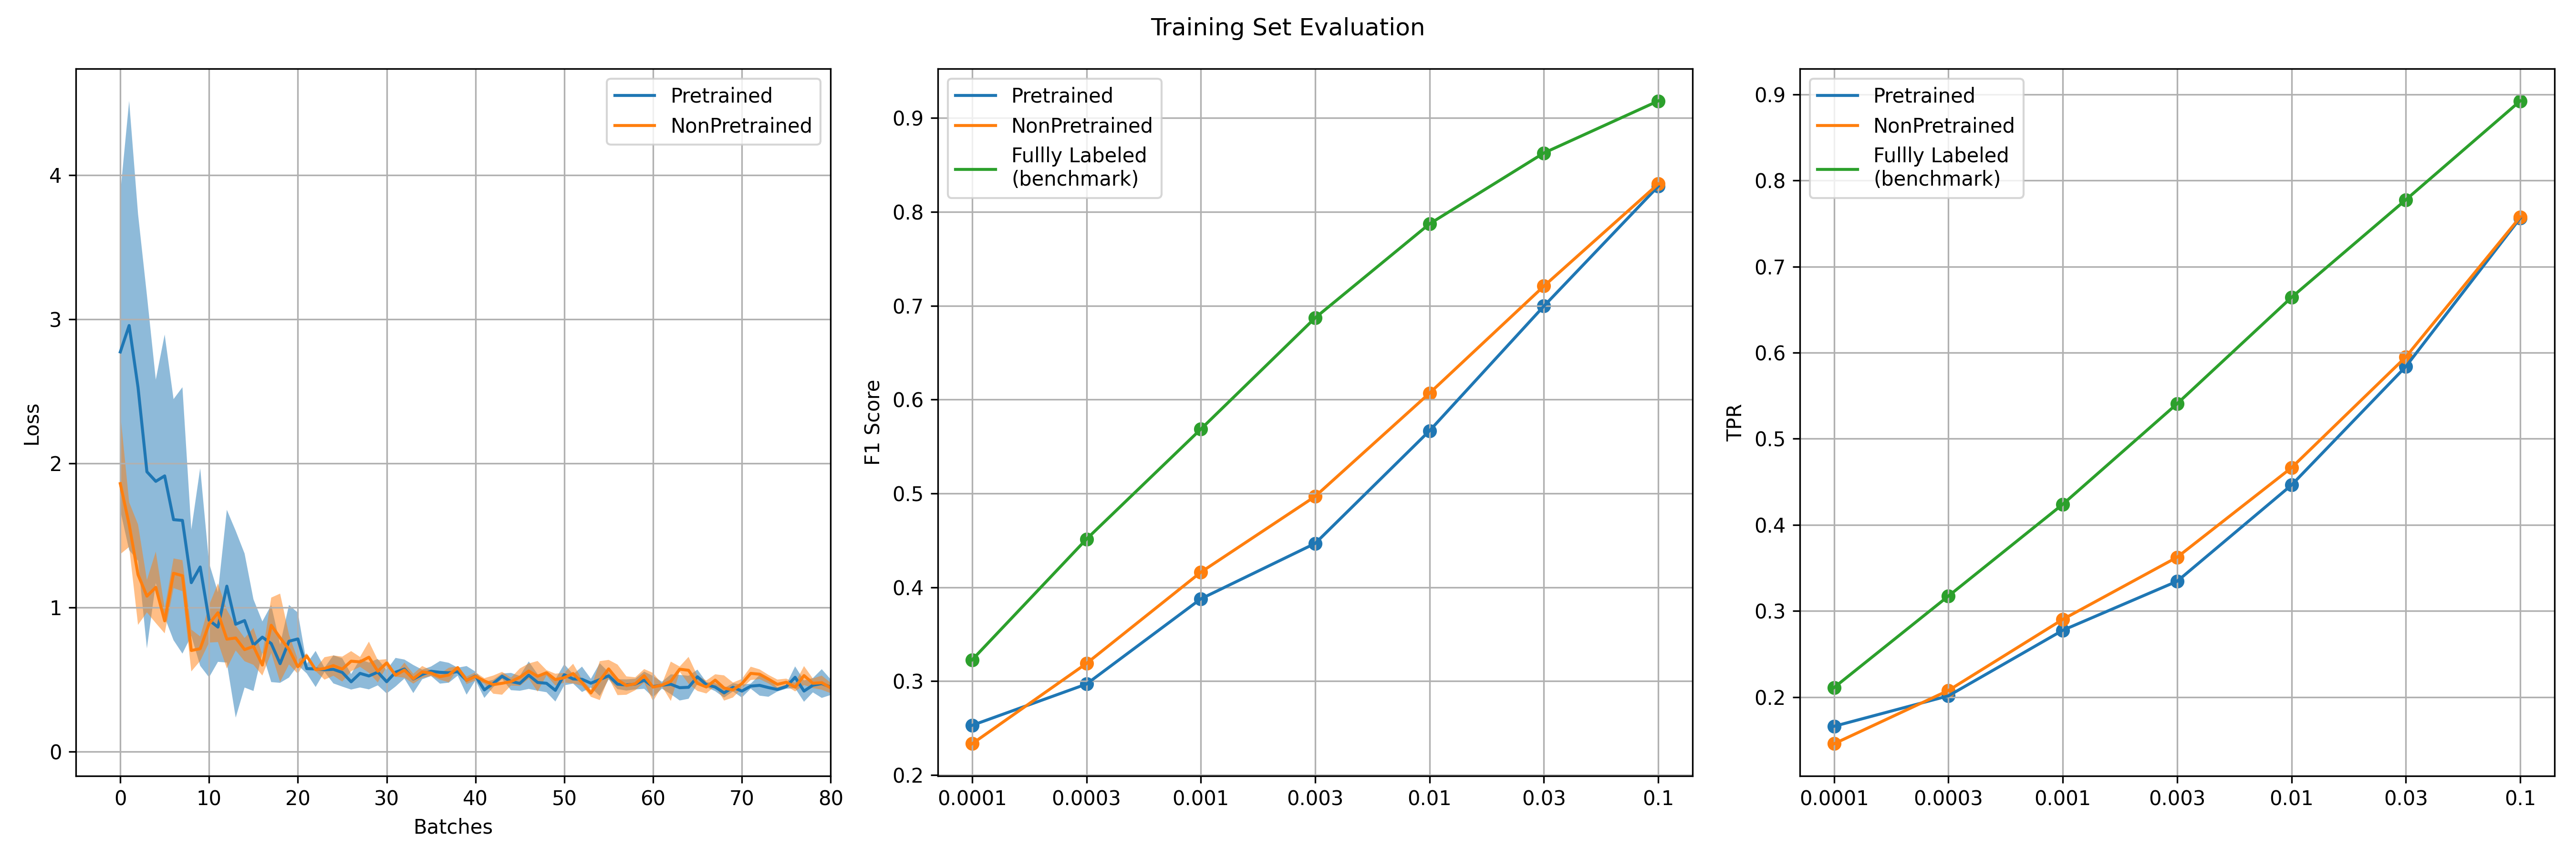 Training Set Evaluation
Pretrained
NonPretrained
4
3
2
1
0
Loss
0 10 20 30 40 50 60 70 80
Batches
Pretrained
NonPretrained
Fullly Labeled
(benchmark)
0.9
0.8
0.7
0.6
0.5
0.4
0.3
0.2
F1 Score
0.0001 0.0003 0.001 0.003 0.01 0.03 0.1
Pretrained
NonPretrained
Fullly Labeled
(benchmark)
0.9
0.8
0.7
0.6
0.5
0.4
0.3
0.2
TPR
0.0001 0.0003 0.001 0.003 0.01 0.03 0.1